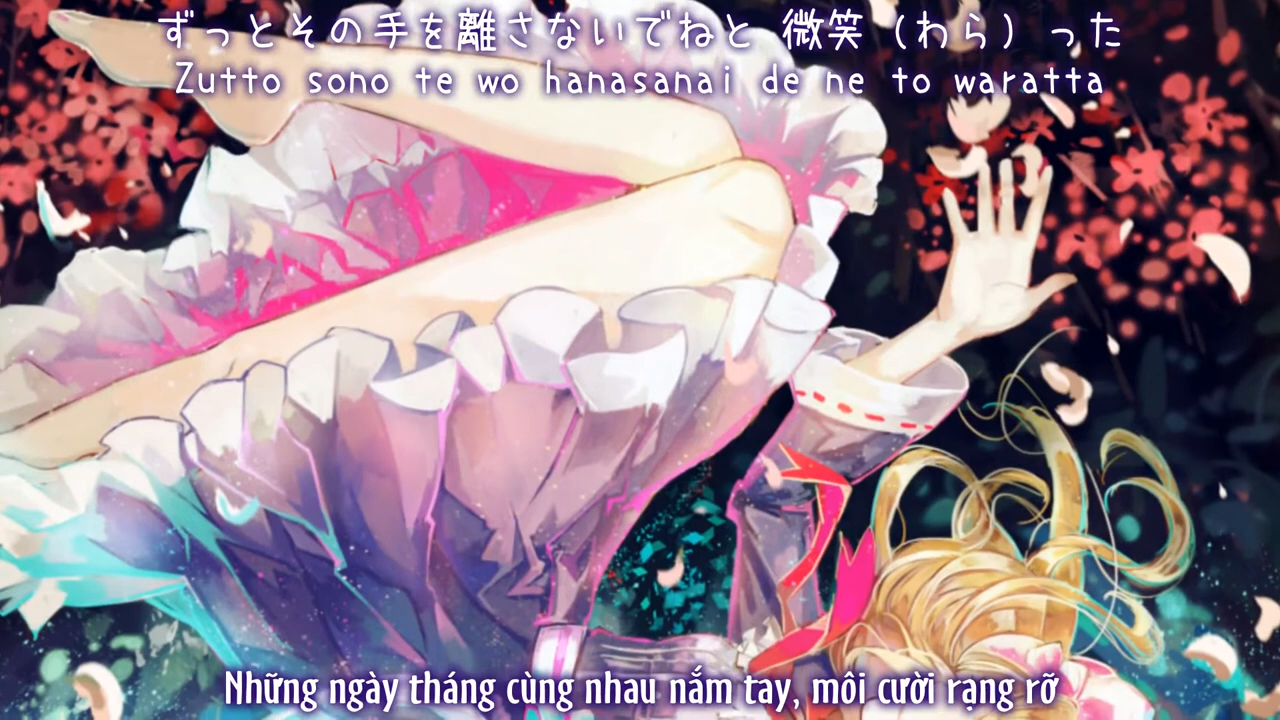 ずっとその手を離さないでねと 微笑（わら）った
Zutto sono te wo hanasanai de ne to waratta
Những ngày tháng cùng nhau nắm tay, môi cười rạng rỡ